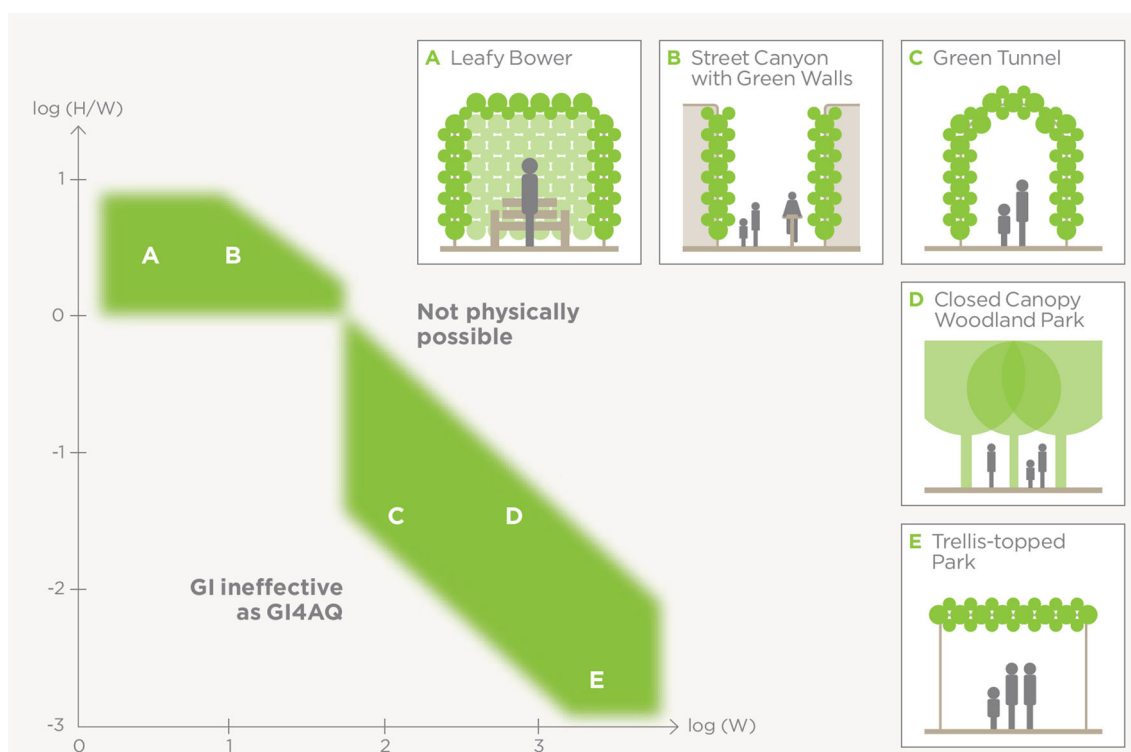 A Leafy Bower
B Street Canyon
with Green Walls
C Green Tunnel
log (H/W)
1
A
B
D Closed Canopy
Woodland Park
Not physically
possible
0
-1
C
D
E Trellis-topped
Park
GI ineffective
as GI4AQ
-2
E
-3
log (W)
0
1
2
3